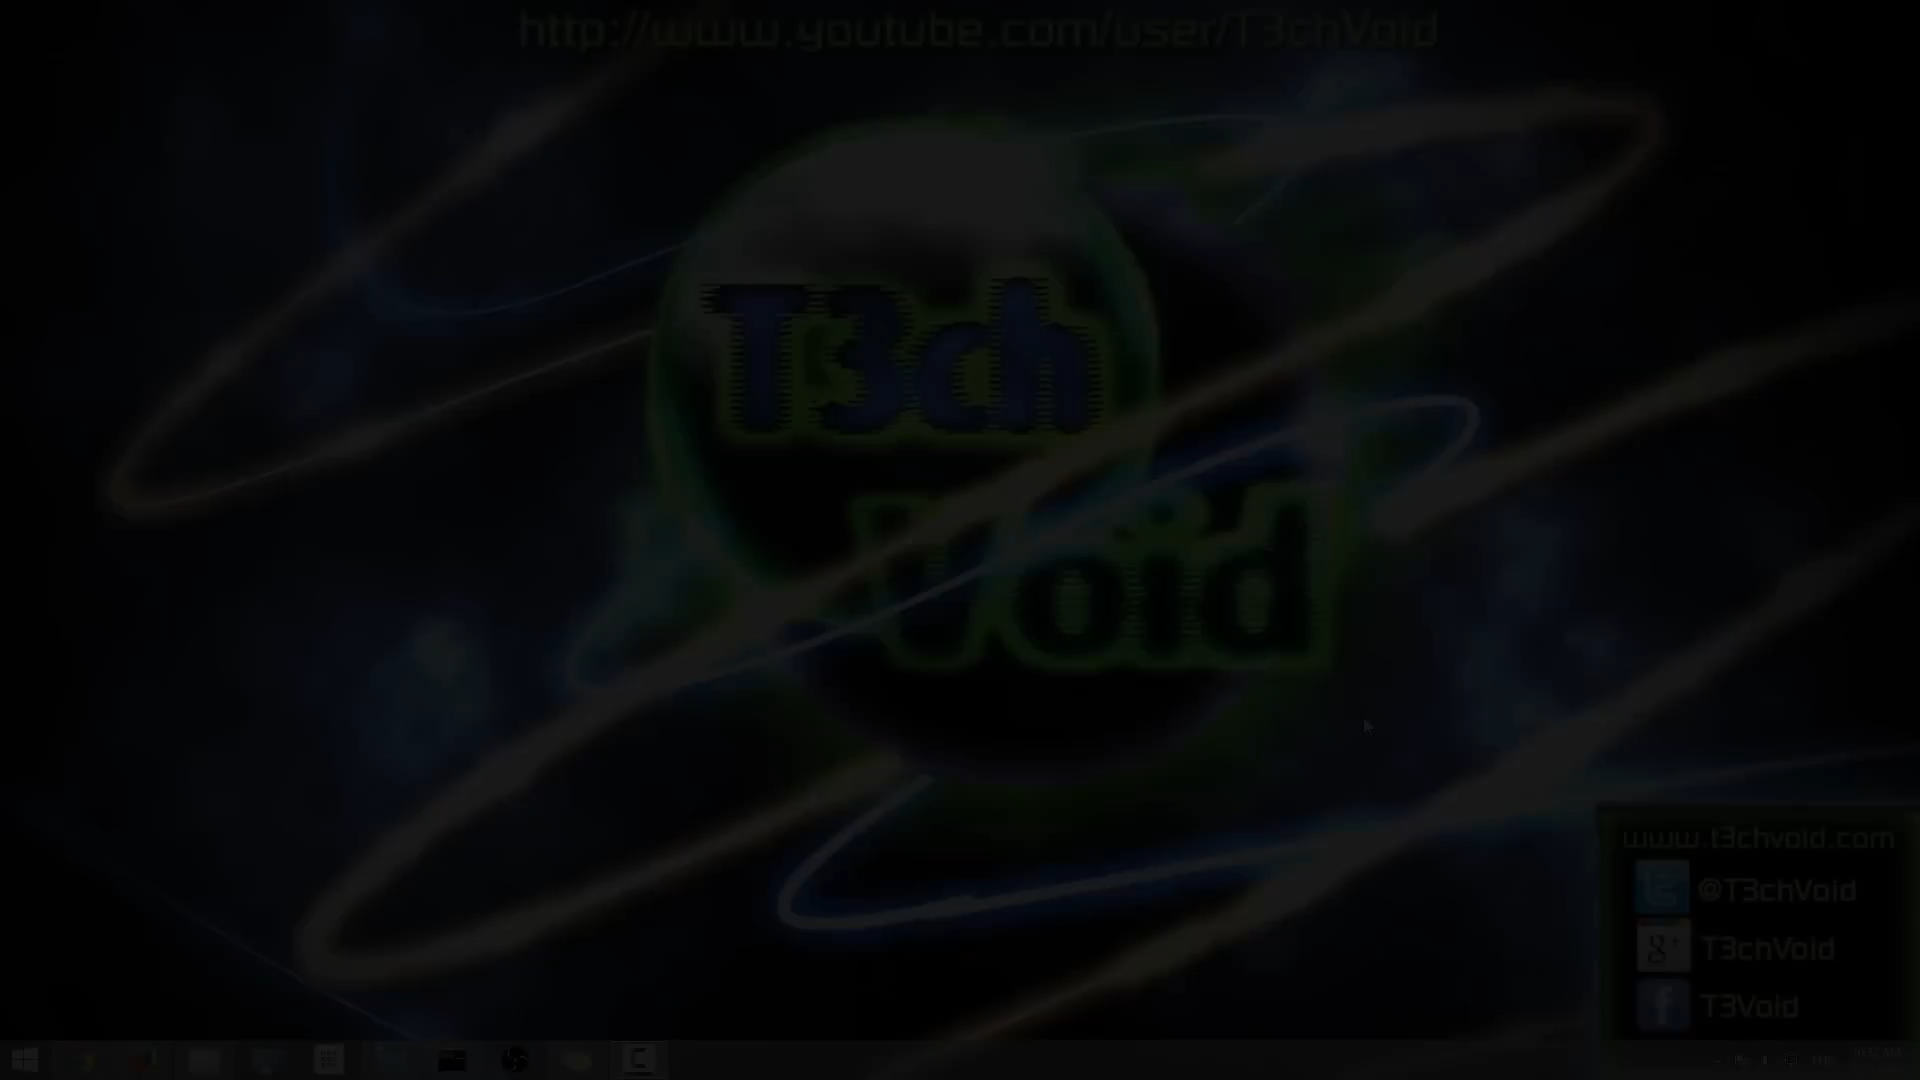 http://www.youtube.com/user/T3chVoid
T3ch
Void
www.t3chvoid.com
@T3chVoid
g+ T3chVoid
f T3Void